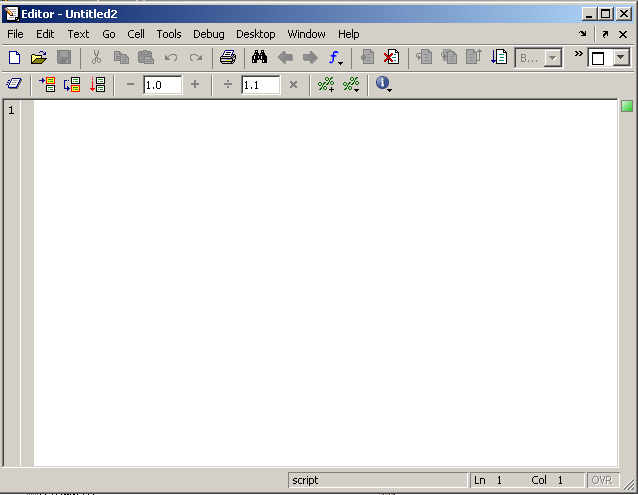 Editor - Untitled2
File Edit Text Go Cell Tools Debug Desktop Window Help
B... »
− 1.0 + ÷ 1.1 ×
1
script Ln 1 Col 1 OVR